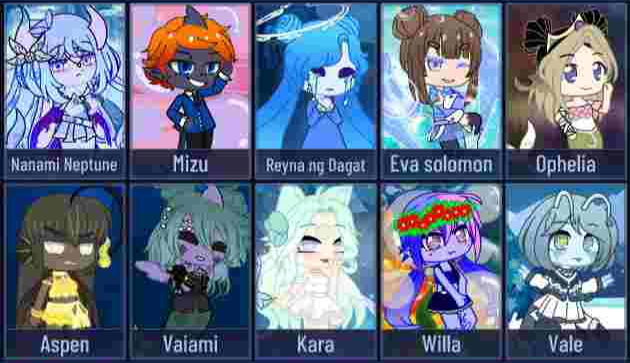 Nanami Neptune
Mizu
Reyna ng Dagat
Eva solomon
Ophelia
Aspen
Vaiami
Kara
Willa
Vale